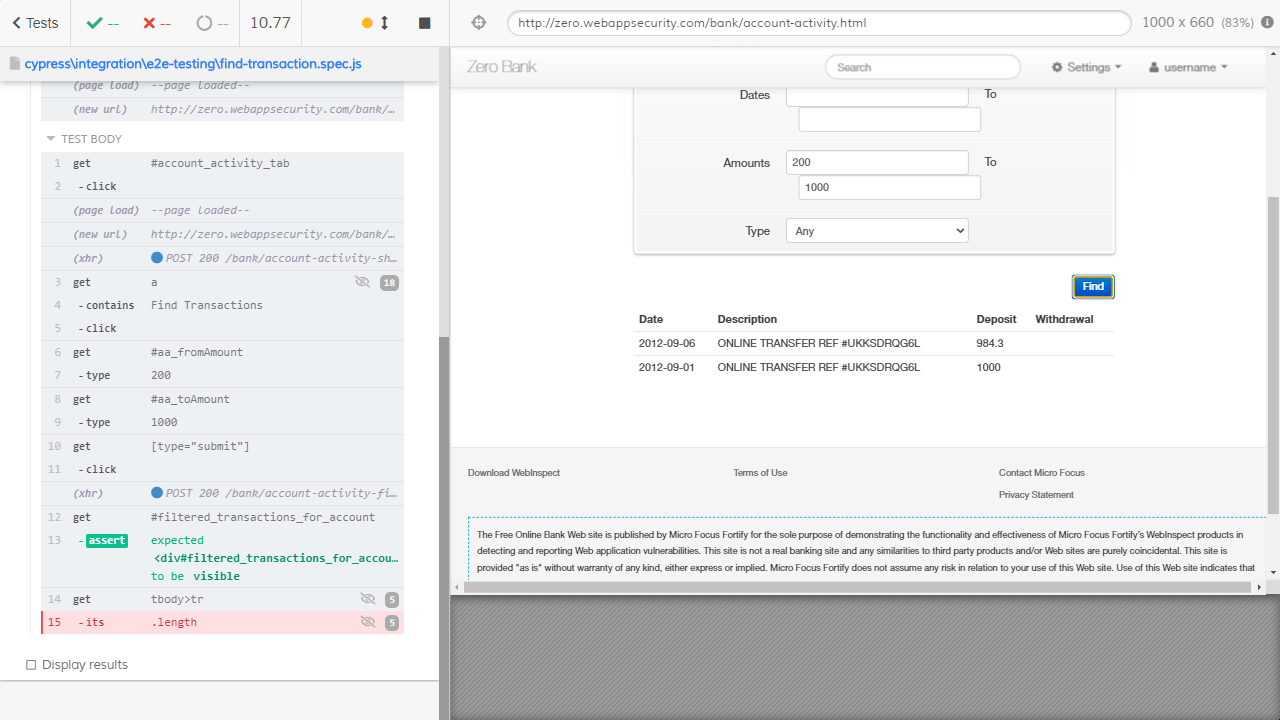 Tests
--
--
--
10.77
http://zero.webappsecurity.com/bank/account-activity.html
1000 x 660 (83%)
cypress\integration\e2e-testing\find-transaction.spec.js
(page load) --page loaded--
(new url) http://zero.webappsecurity.com/bank/…
TEST BODY
1 get #account_activity_tab
2 -click
(page load) --page loaded--
(new url) http://zero.webappsecurity.com/bank/…
(xhr) POST 200 /bank/account-activity-sh…
3 get a 18
4 -contains Find Transactions
5 -click
6 get #aa_fromAmount
7 -type 200
8 get #aa_toAmount
9 -type 1000
10 get [type="submit"]
11 -click
(xhr) POST 200 /bank/account-activity-fi…
12 get #filtered_transactions_for_account
13 -assert expected
<div#filtered_transactions_for_accou…
to be visible
14 get tbody>tr 5
15 -its .length 5
Display results
Zero Bank
Search
Settings
username
Dates
To
Amounts
200
To
1000
Type
Any
Find
Date Description Deposit Withdrawal
2012-09-06 ONLINE TRANSFER REF #UKKSDRQG6L 984.3
2012-09-01 ONLINE TRANSFER REF #UKKSDRQG6L 1000
Download WebInspect
Terms of Use
Contact Micro Focus
Privacy Statement
The Free Online Bank Web site is published by Micro Focus Fortify for the sole purpose of demonstrating the functionality and effectiveness of Micro Focus Fortify's WebInspect products in
detecting and reporting Web application vulnerabilities. This site is not a real banking site and any similarities to third party products and/or Web sites are purely coincidental. This site is
provided "as is" without warranty of any kind, either express or implied. Micro Focus Fortify does not assume any risk in relation to your use of this Web site. Use of this Web site indicates that